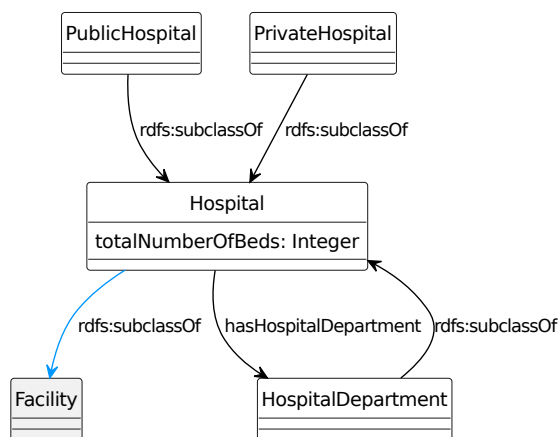 PublicHospital
PrivateHospital
rdfs:subclassOf
rdfs:subclassOf
Hospital
totalNumberOfBeds: Integer
rdfs:subclassOf
hasHospitalDepartment
rdfs:subclassOf
Facility
HospitalDepartment